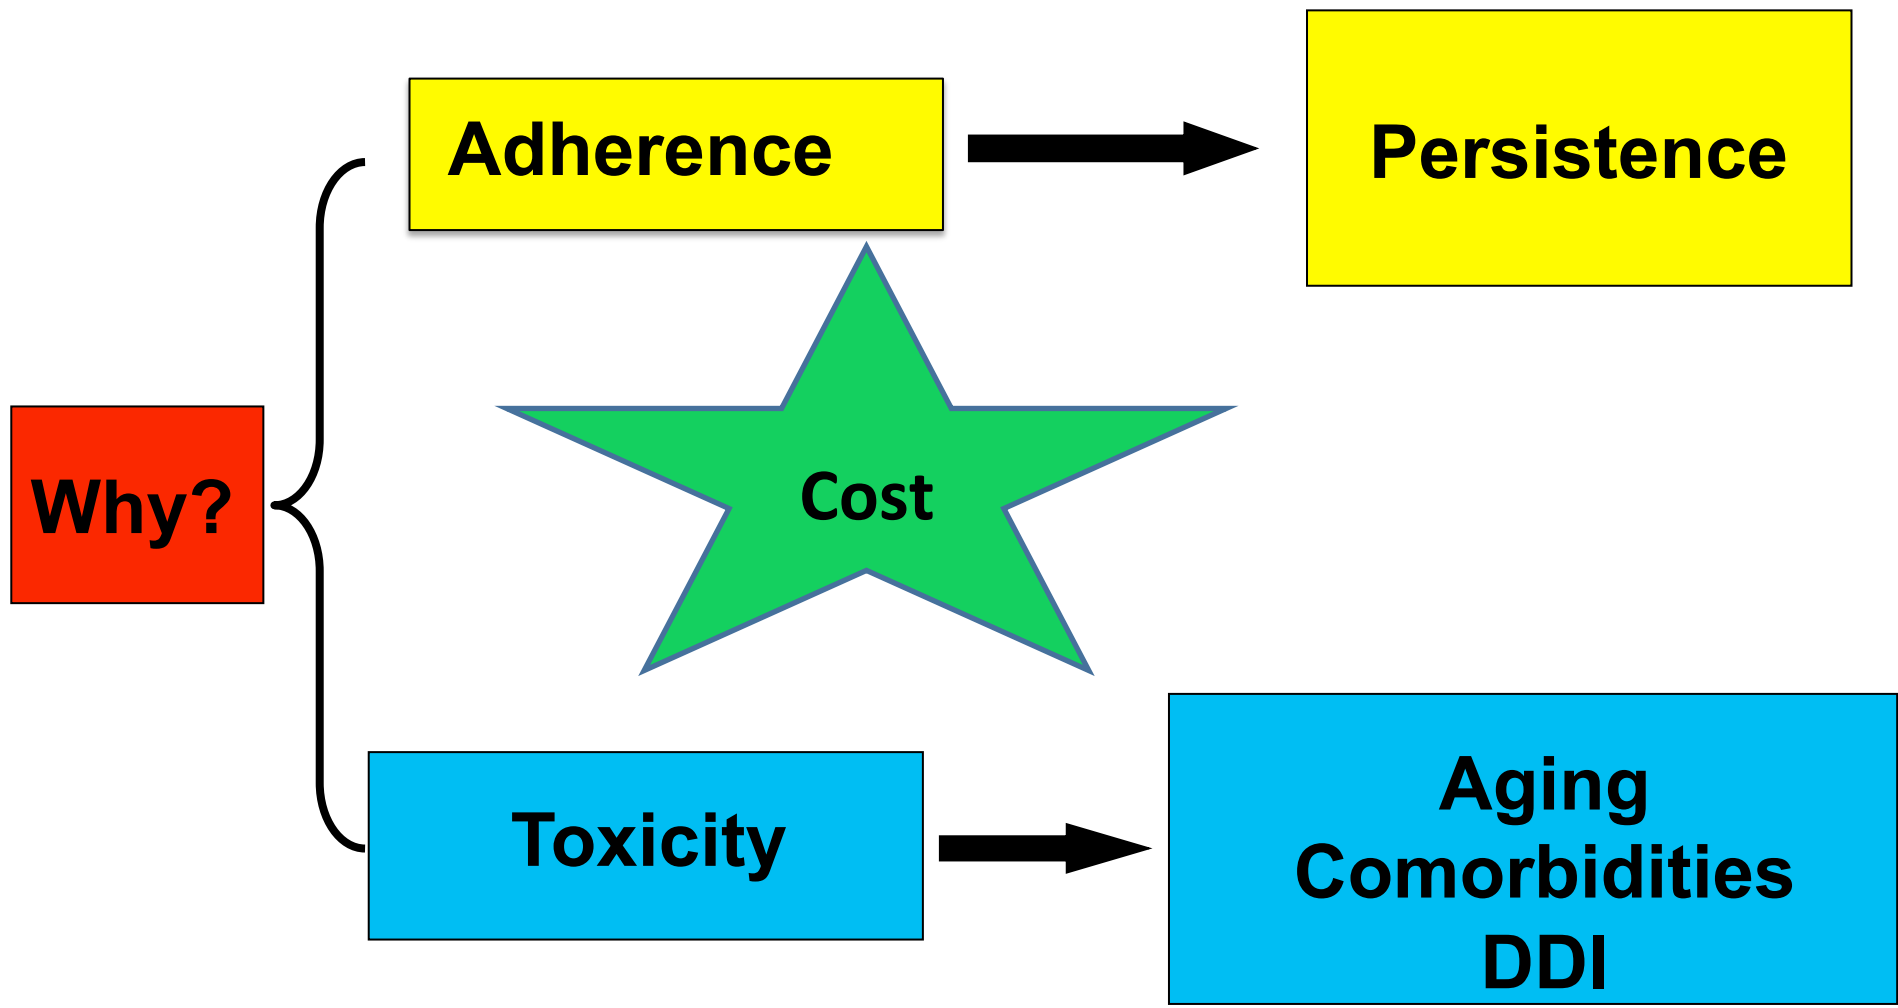 Adherence
Persistence
Why?
Cost
Toxicity
Aging
Comorbidities
DDI